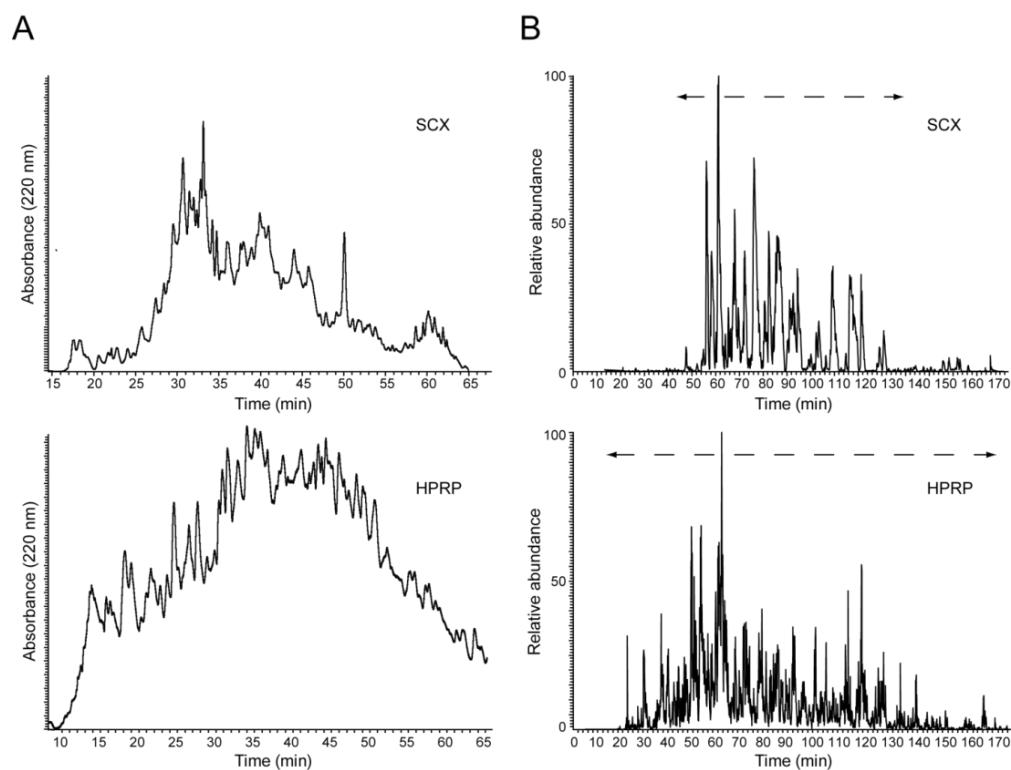 A
B
Absorbance (220 nm)
SCX
15 20 25 30 35 40 45 50 55 60 65
Time (min)
Relative abundance
100
50
0
SCX
0 10 20 30 40 50 60 70 80 90 100 110 120 130 140 150 160 170
Time (min)
Absorbance (220 nm)
HPRP
10 15 20 25 30 35 40 45 50 55 60 65
Time (min)
Relative abundance
100
50
0
HPRP
0 10 20 30 40 50 60 70 80 90 100 110 120 130 140 150 160 170
Time (min)